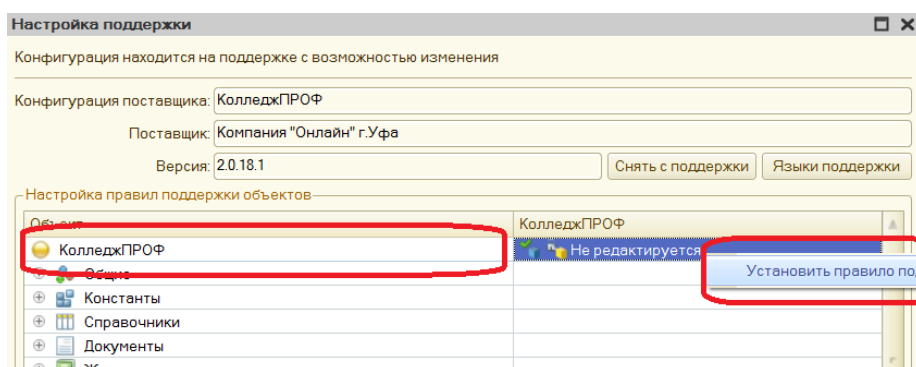 Настройка поддержки
Конфигурация находится на поддержке с возможностью изменения
Конфигурация поставщика: КолледжПРОФ
Поставщик: Компания "Онлайн" г.Уфа
Версия: 2.0.18.1 Снять с поддержки Языки поддержки
Настройка правил поддержки объектов
Объект КолледжПРОФ
КолледжПРОФ Не редактируется
Установить правило по
Общие
Константы
Справочники
Документы